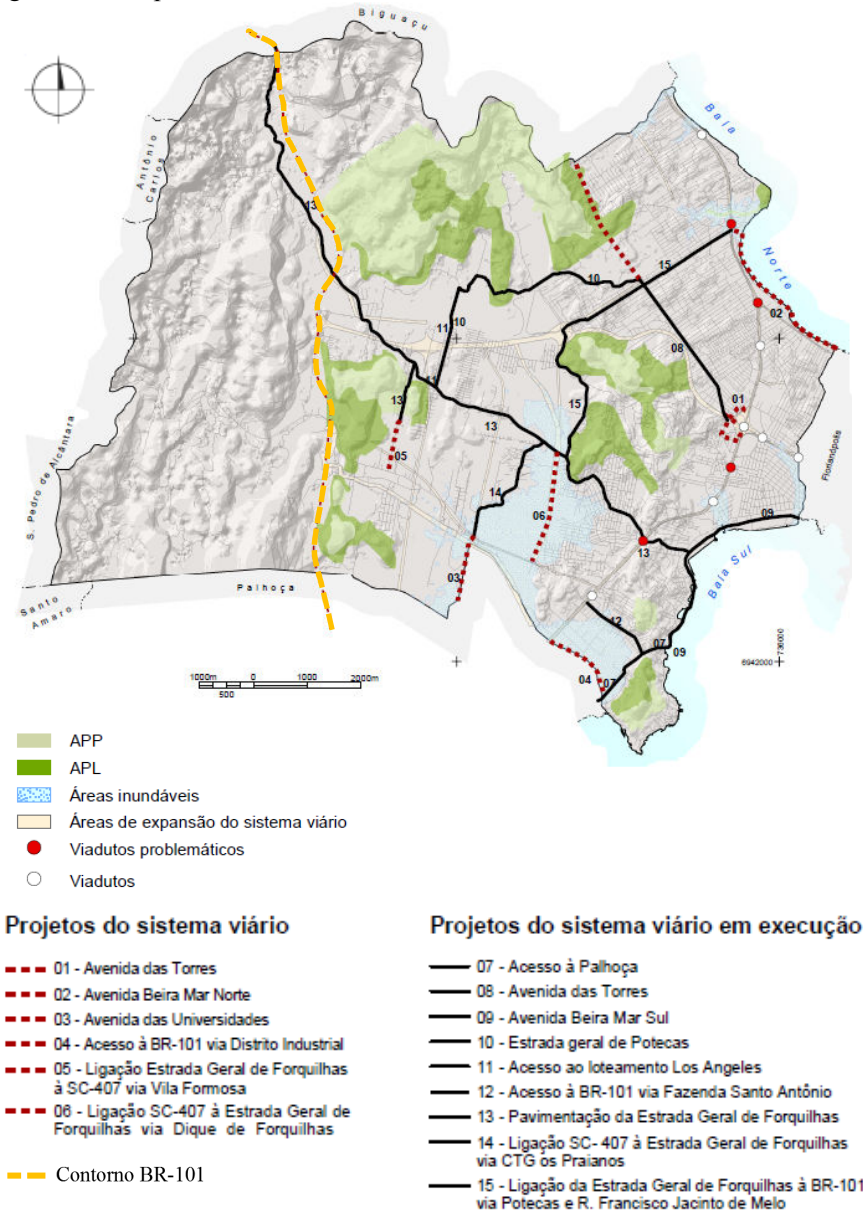 Biguaçu
Baía
Antônio
Carlos
13
15
10
Norte
10
11
02
08
01
11
15
13
13
05
Florianópolis
S. Pedro de Alcântara
14
06
09
13
Baía Sul
03
Palhoça
Santo
Amaro
12
07
09
736000
6942000
04
07
1000m 0 1000 2000m
500
APP
APL
Áreas inundáveis
Áreas de expansão do sistema viário
Viadutos problemáticos
Viadutos
Projetos do sistema viário
01 - Avenida das Torres
02 - Avenida Beira Mar Norte
03 - Avenida das Universidades
04 - Acesso à BR-101 via Distrito Industrial
05 - Ligação Estrada Geral de Forquilhas
à SC-407 via Vila Formosa
06 - Ligação SC-407 à Estrada Geral de
Forquilhas via Dique de Forquilhas
Contorno BR-101
Projetos do sistema viário em execução
07 - Acesso à Palhoça
08 - Avenida das Torres
09 - Avenida Beira Mar Sul
10 - Estrada geral de Potecas
11 - Acesso ao loteamento Los Angeles
12 - Acesso à BR-101 via Fazenda Santo Antônio
13 - Pavimentação da Estrada Geral de Forquilhas
14 - Ligação SC- 407 à Estrada Geral de Forquilhas
via CTG os Praianos
15 - Ligação da Estrada Geral de Forquilhas à BR-101
via Potecas e R. Francisco Jacinto de Melo